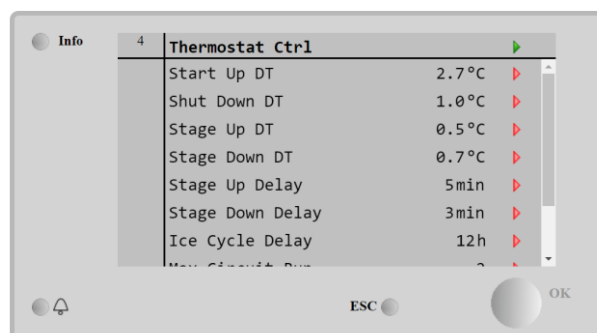 Info
4 Thermostat Ctrl
Start Up DT 2.7°C
Shut Down DT 1.0°C
Stage Up DT 0.5°C
Stage Down DT 0.7°C
Stage Up Delay 5min
Stage Down Delay 3min
Ice Cycle Delay 12h
ESC
OK